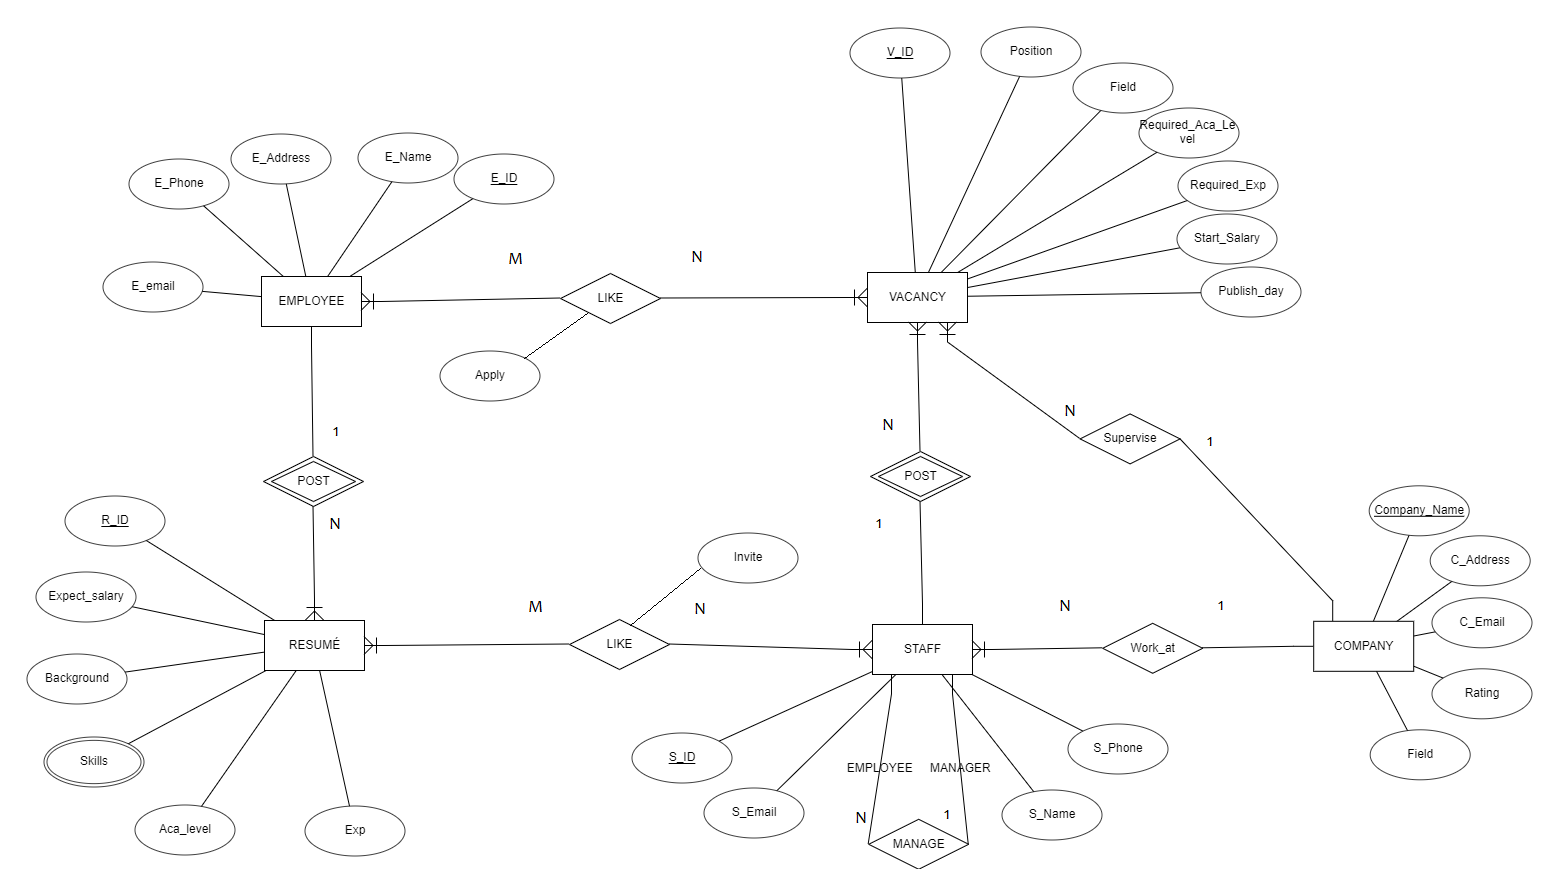 V_ID
Position
Field
Required_Aca_Le
vel
E_Name
E_Address
E_ID
E_Phone
Required_Exp
Start_Salary
M
N
E_email
Publish_day
EMPLOYEE
LIKE
VACANCY
Apply
1
N
N
Supervise
1
POST
POST
Company_Name
R_ID
N
1
Invite
C_Address
Expect_salary
M
N
N
1
C_Email
RESUMÉ
LIKE
STAFF
Work_at
COMPANY
Background
Rating
Skills
S_ID
S_Phone
Field
EMPLOYEE
MANAGER
Aca_level
Exp
S_Email
N
1
S_Name
MANAGE